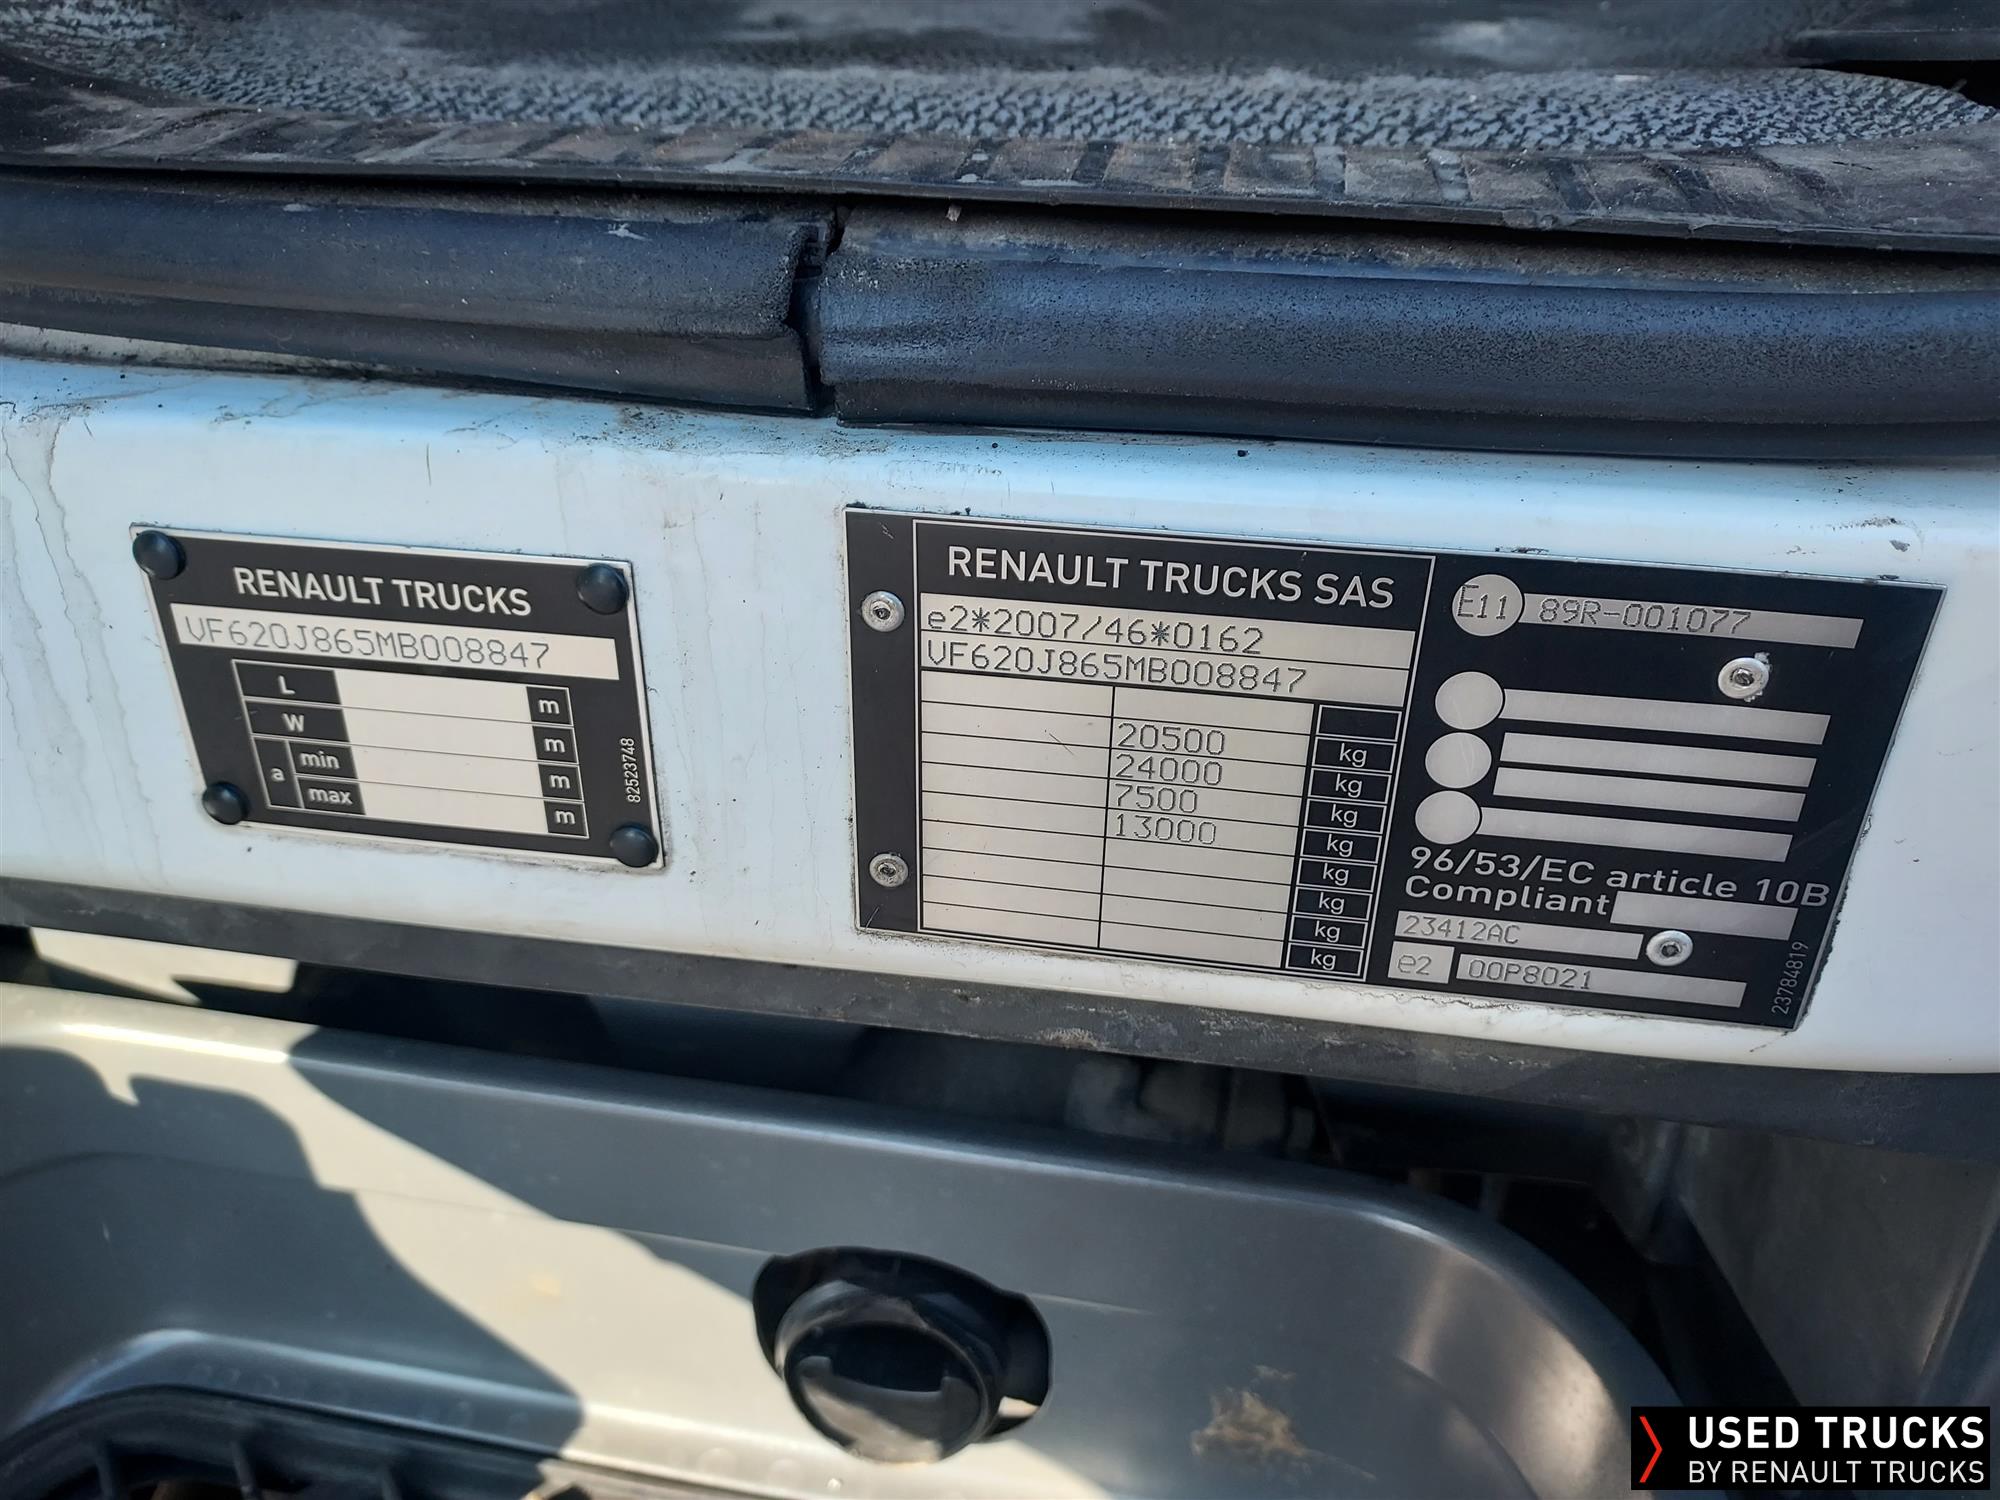 RENAULT TRUCKS
VF620J865MB008847
L m
W m
a min m
max m
82523748
RENAULT TRUCKS SAS
e2*2007/46*0162
VF620J865MB008847
20500 kg
24000 kg
7500 kg
13000 kg
kg
kg
kg
kg
E11 89R-001077
96/53/EC article 10B
Compliant
23412AC
e2 00P8021
23784819
USED TRUCKS
BY RENAULT TRUCKS